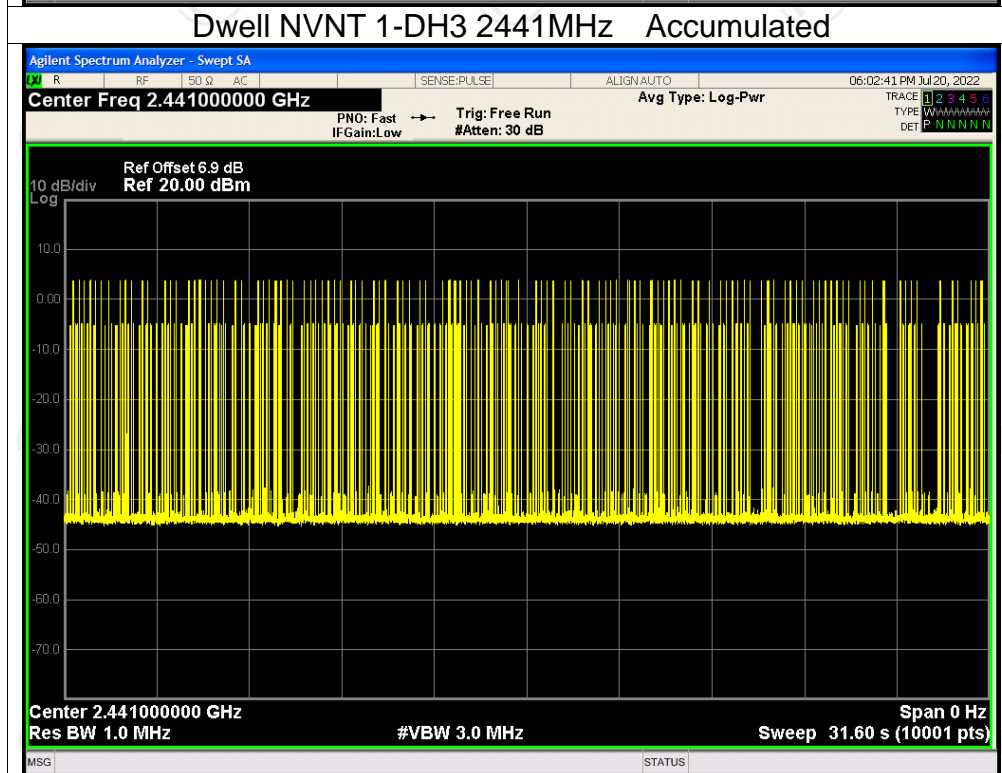 Dwell NVNT 1-DH3 2441MHz Accumulated
Agilent Spectrum Analyzer - Swept SA
LXI R RF 50 Ω AC SENSE:PULSE ALIGN AUTO 06:02:41 PM Jul 20, 2022
Center Freq 2.441000000 GHz Avg Type: Log-Pwr TRACE 1 2 3 4 5 6
PNO: Fast Trig: Free Run TYPE WWWWWW
IFGain:Low #Atten: 30 dB DET P N N N N N
Ref Offset 6.9 dB
10 dB/div Ref 20.00 dBm
Log
10.0
0.00
-10.0
-20.0
-30.0
-40.0
-50.0
-60.0
-70.0
Center 2.441000000 GHz Span 0 Hz
Res BW 1.0 MHz #VBW 3.0 MHz Sweep 31.60 s (10001 pts)
MSG STATUS